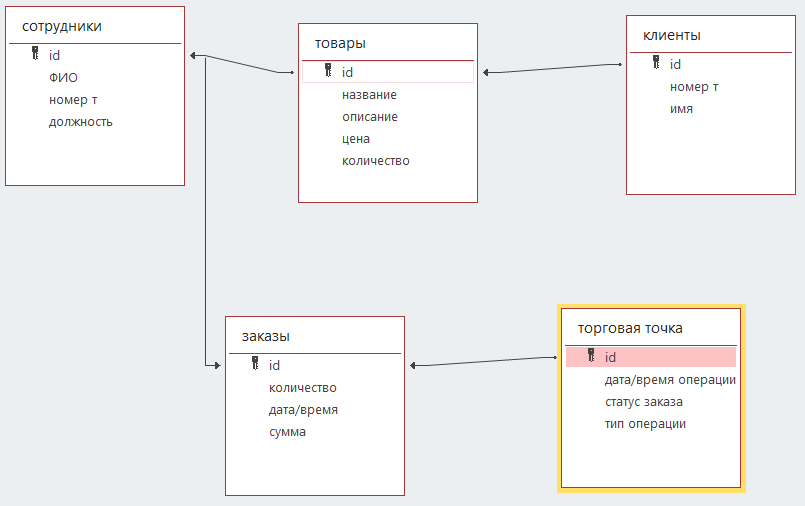 сотрудники
id
ФИО
номер т
должность
товары
id
название
описание
цена
количество
клиенты
id
номер т
имя
заказы
id
количество
дата/время
сумма
торговая точка
id
дата/время операции
статус заказа
тип операции